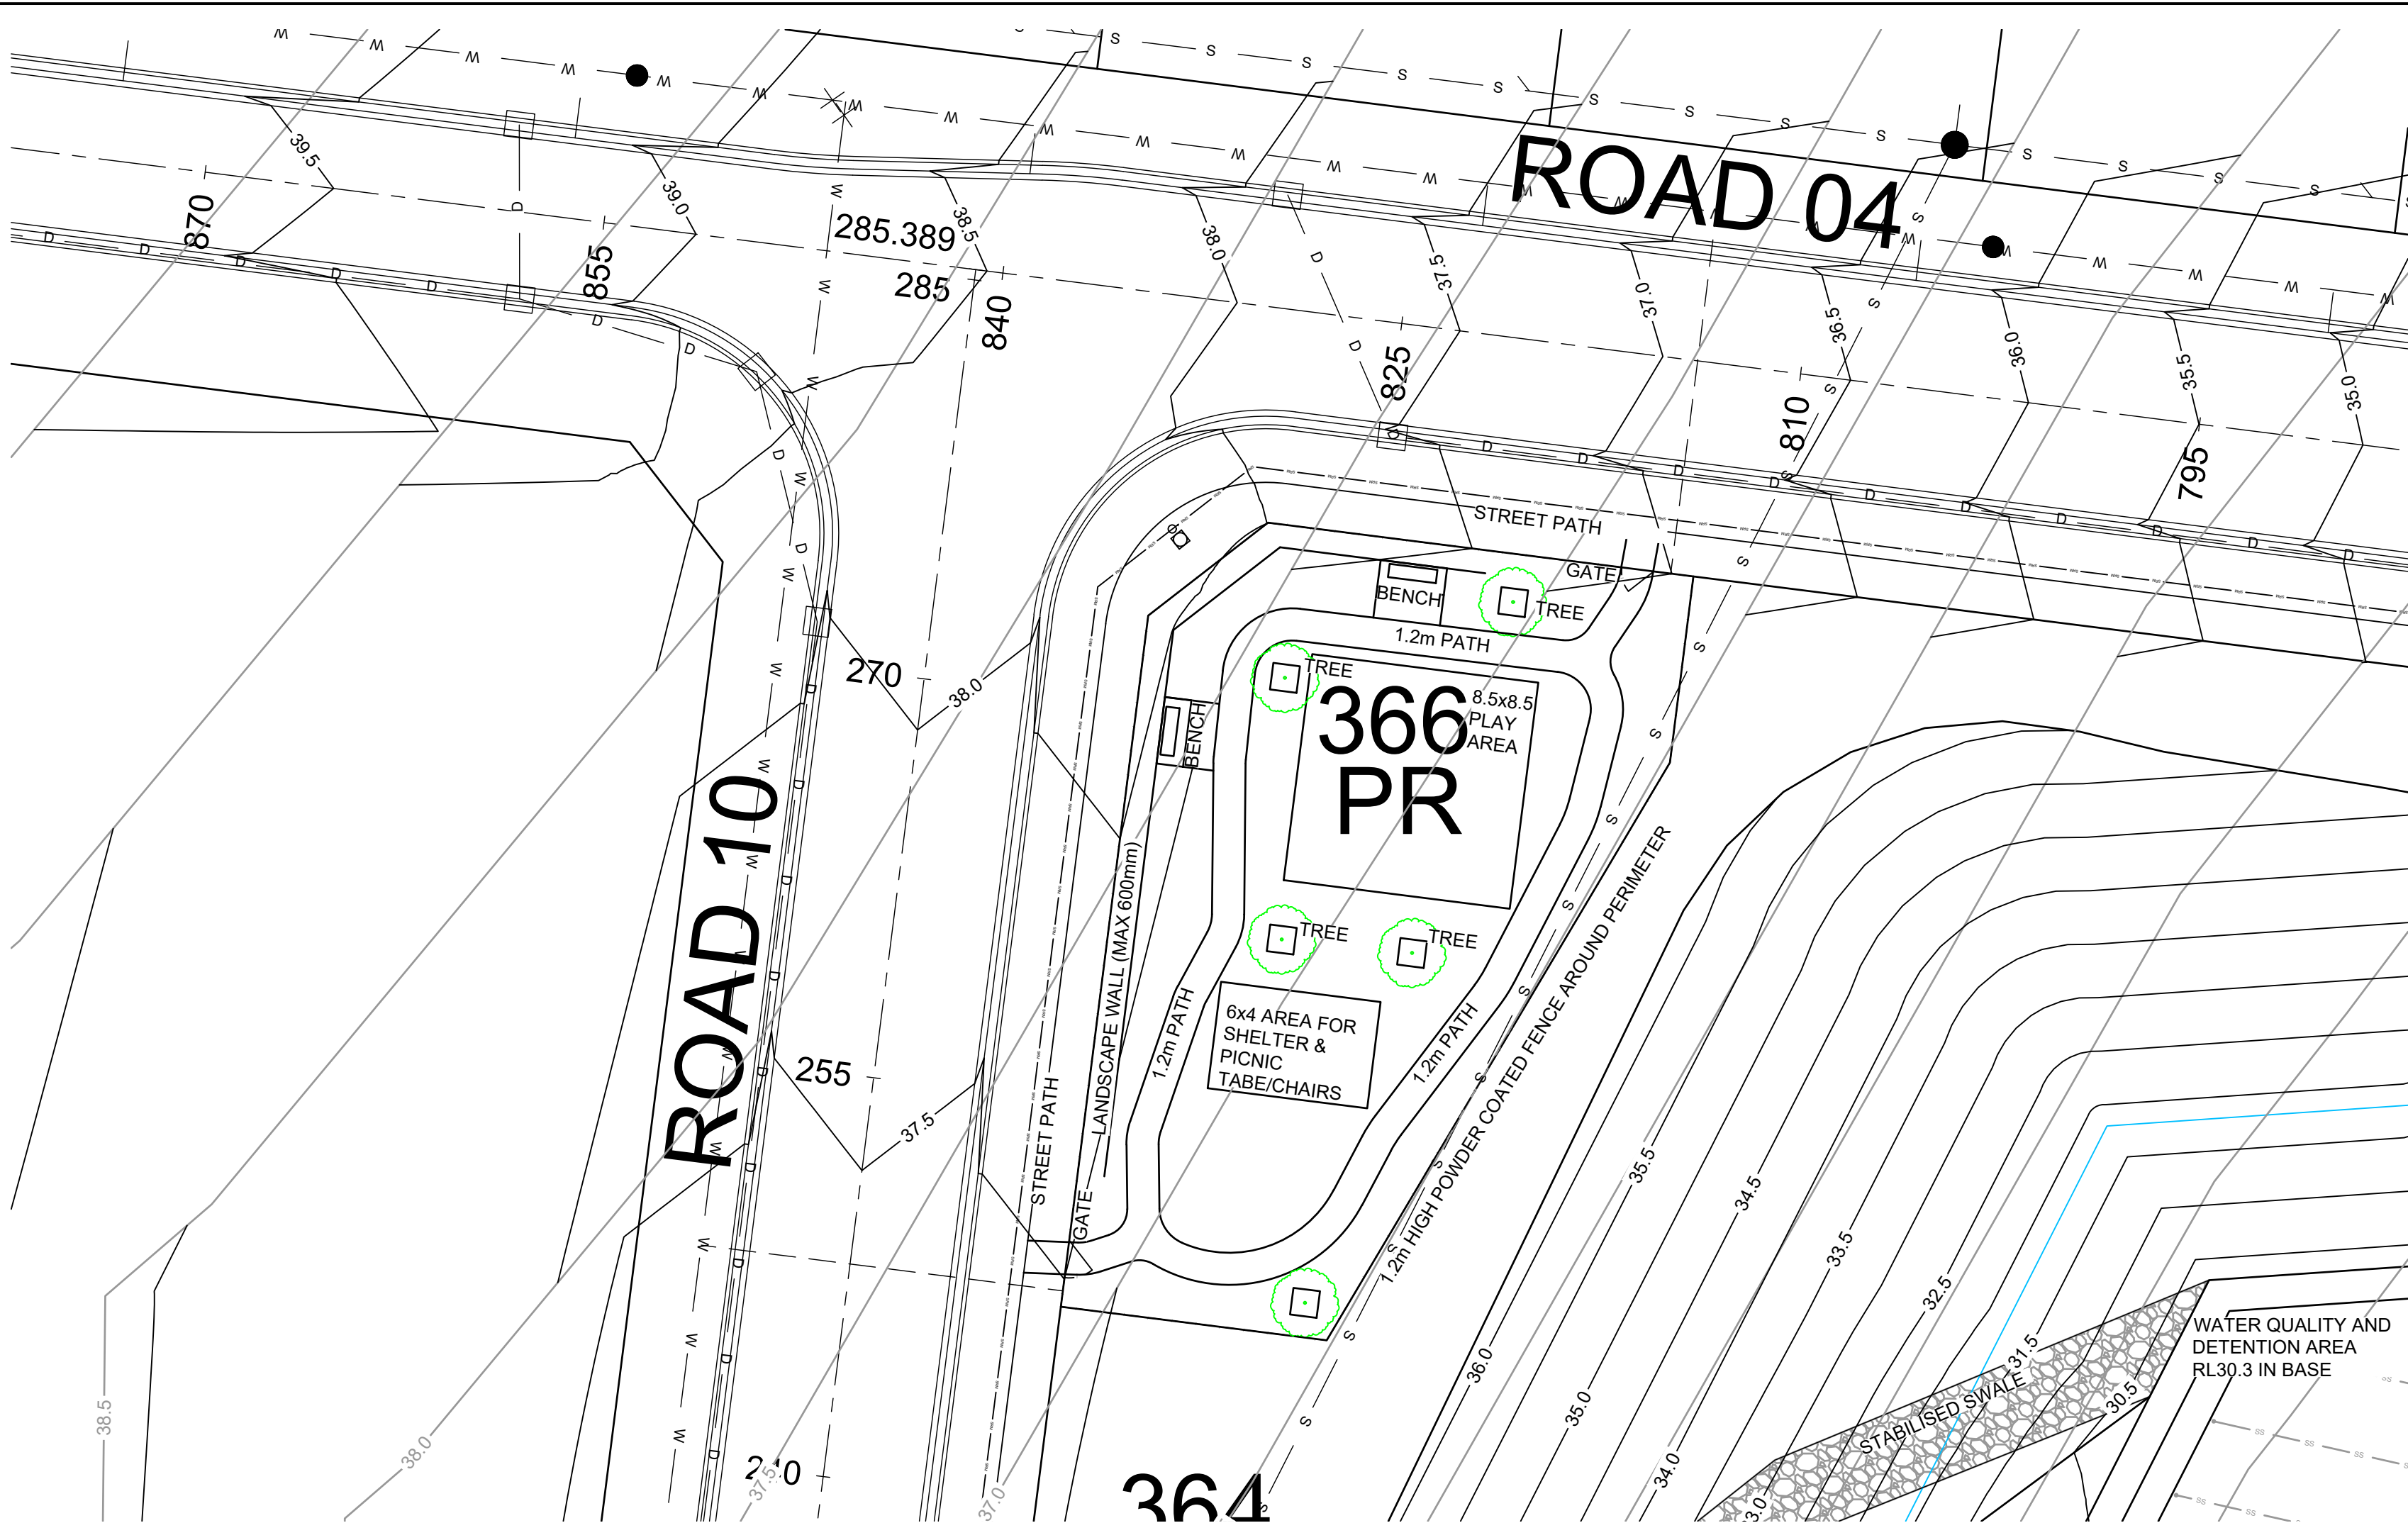 ROAD 04
39.5
39.0
38.5
38.0
37.5
37.0
36.5
36.0
35.5
35.0
870
855
285.389
285
840
825
810
795
STREET PATH
GATE
BENCH
TREE
1.2m PATH
TREE
366
PR
8.5x8.5
PLAY
AREA
BENCH
270
38.0
ROAD 10
LANDSCAPE WALL (MAX 600mm)
TREE
TREE
6x4 AREA FOR
SHELTER &
PICNIC
TABE/CHAIRS
1.2m PATH
1.2m PATH
1.2m HIGH POWDER COATED FENCE AROUND PERIMETER
255
37.5
STREET PATH
GATE
240
38.5
38.0
37.5
37.0
364
36.0
35.5
35.0
34.5
34.0
33.5
32.5
31.5
30.5
STABILISED SWALE
WATER QUALITY AND
DETENTION AREA
RL30.3 IN BASE